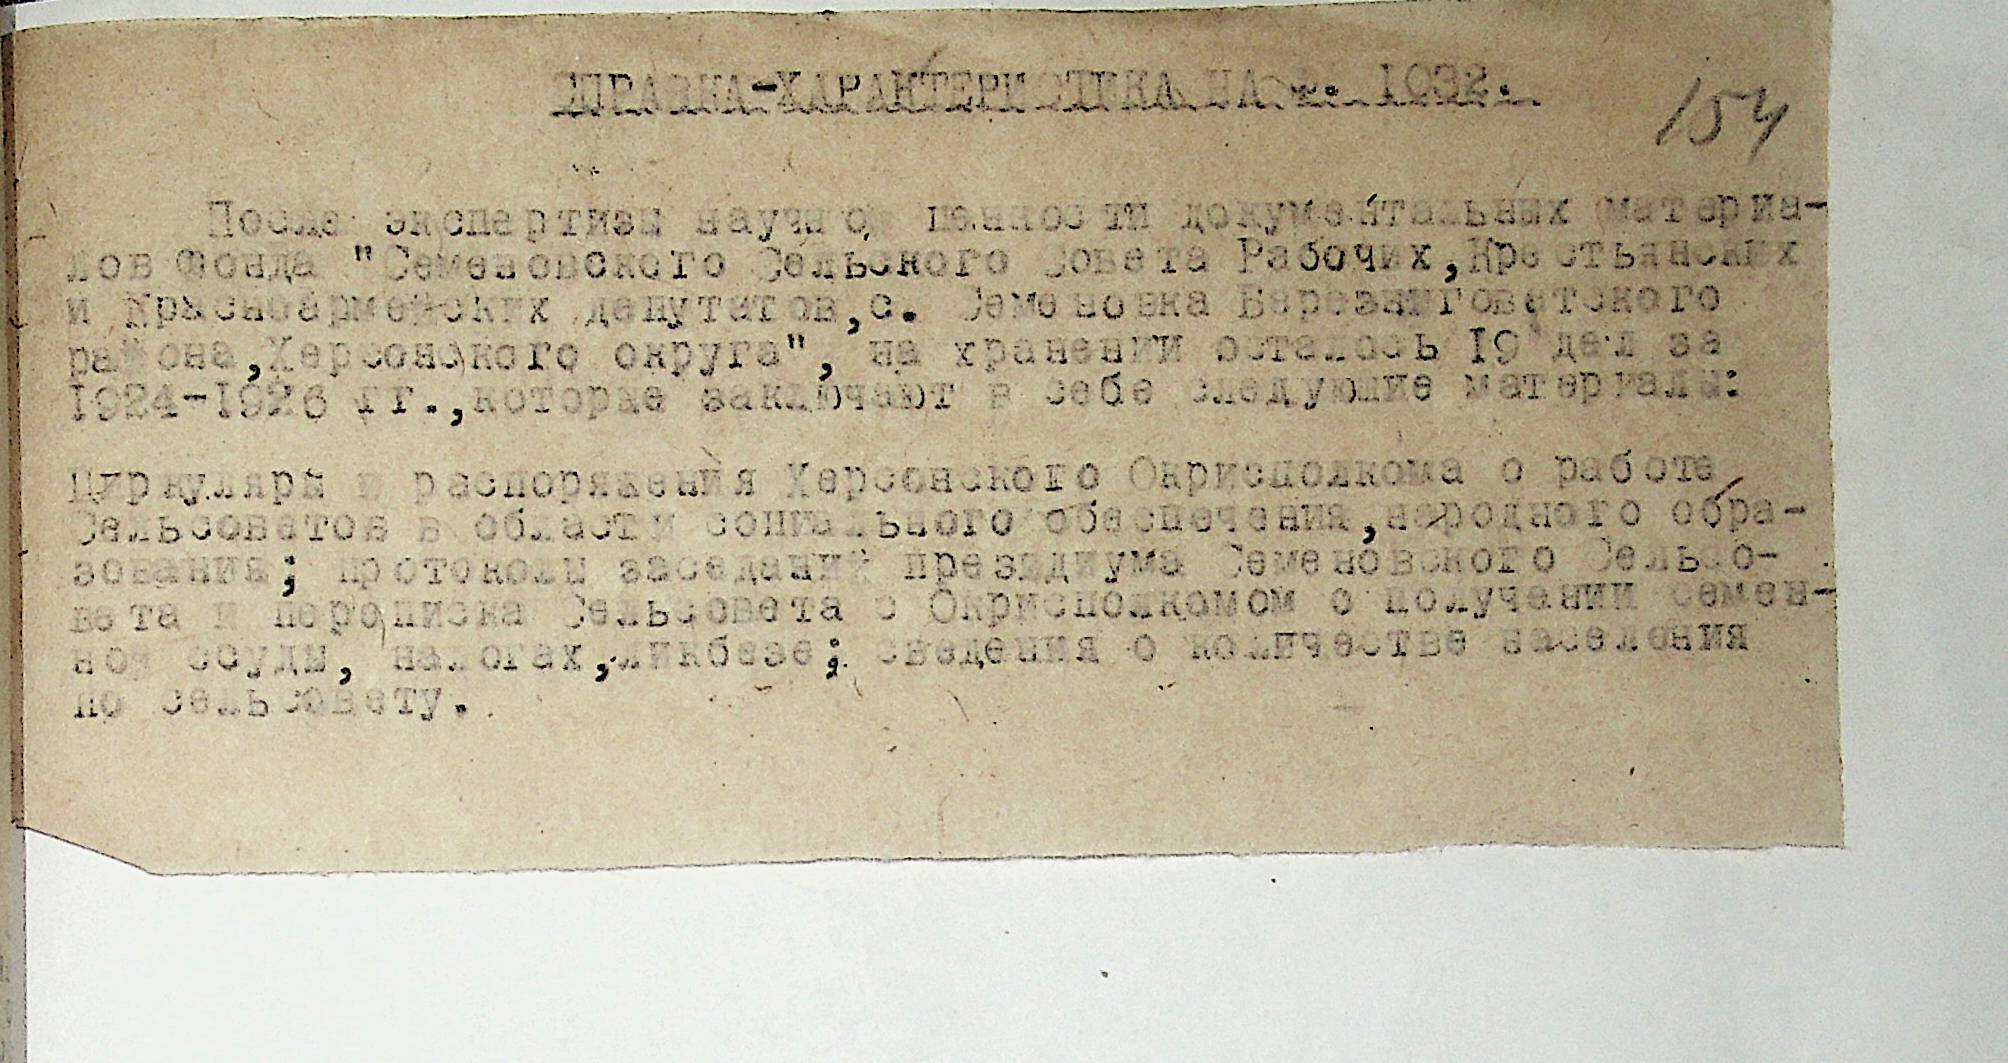 СПРАВКА-ХАРАКТЕРИСТИКА НА ф. 1932.
154
После экспертизы научной ценности документальных материа-
лов фонда "Семеновского Сельского Совета Рабочих,Крестьянских
и Красноармейских депутатов,с. Семеновка Березниговетского
района,Херсонского округа", на хранении осталось 19 дел за
1924-1926 гг.,которые заключают в себе следующие материалы:
Циркуляры и распоряжения Херсонского Окрисполкома о работе
Сельсоветов в области социального обеспечения,народного обра-
зования; протоколы заседаний президиума Семеновского Сельсо-
вета и переписка Сельсовета с Окрисполкомом о получении семен-
ной ссуды, налогах,ликбезе; сведения о количестве населения
по сельсовету.